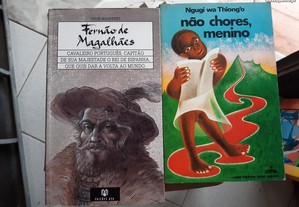 Fernão de
Magalhães
CAVALEIRO PORTUGUÊS, CAPITÃO
DE SUA MAJESTADE O REI DE ESPANHA,
QUE QUIS DAR A VOLTA AO MUNDO
Ngugi wa Thiong'o
não chores,
menino